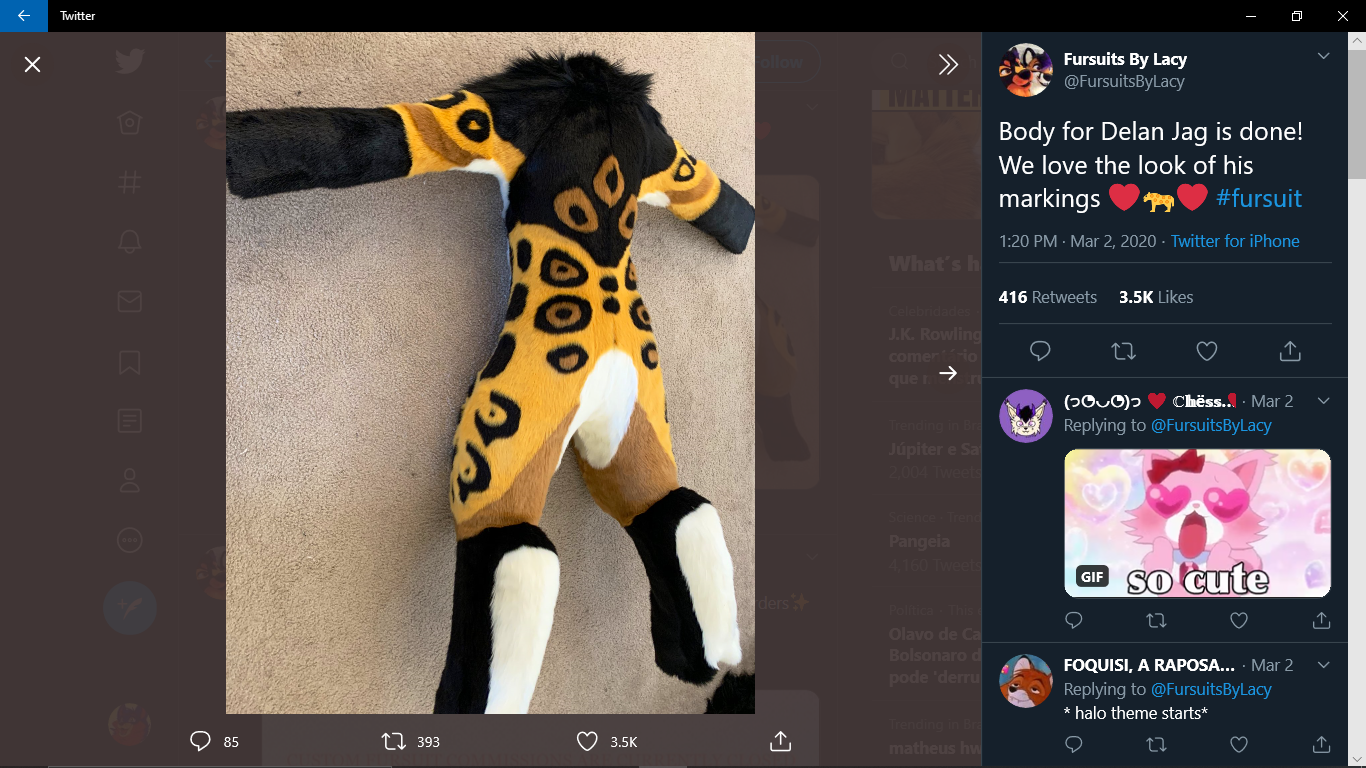 Twitter
Follow
MATTER
What's h
Celebridades
J.K. Rowling
comentário
Trending in Bra
Júpiter e Sa
2,004 Tweets
Science · Trend
Pangeia
4,160 Tweets
Política · This
Olavo de Ca
Bolsonaro d
pode 'derru
Trending in Bra
matheus hw
85
393
3.5K
Fursuits By Lacy
@FursuitsByLacy
Body for Delan Jag is done!
We love the look of his
markings ♥️🐆♥️ #fursuit
1:20 PM · Mar 2, 2020 · Twitter for iPhone
416 Retweets 3.5K Likes
(っ◔◡◔)っ ♥ ℂhëss... · Mar 2
Replying to @FursuitsByLacy
GIF
so cute
FOQUISI, A RAPOSA... · Mar 2
Replying to @FursuitsByLacy
* halo theme starts*